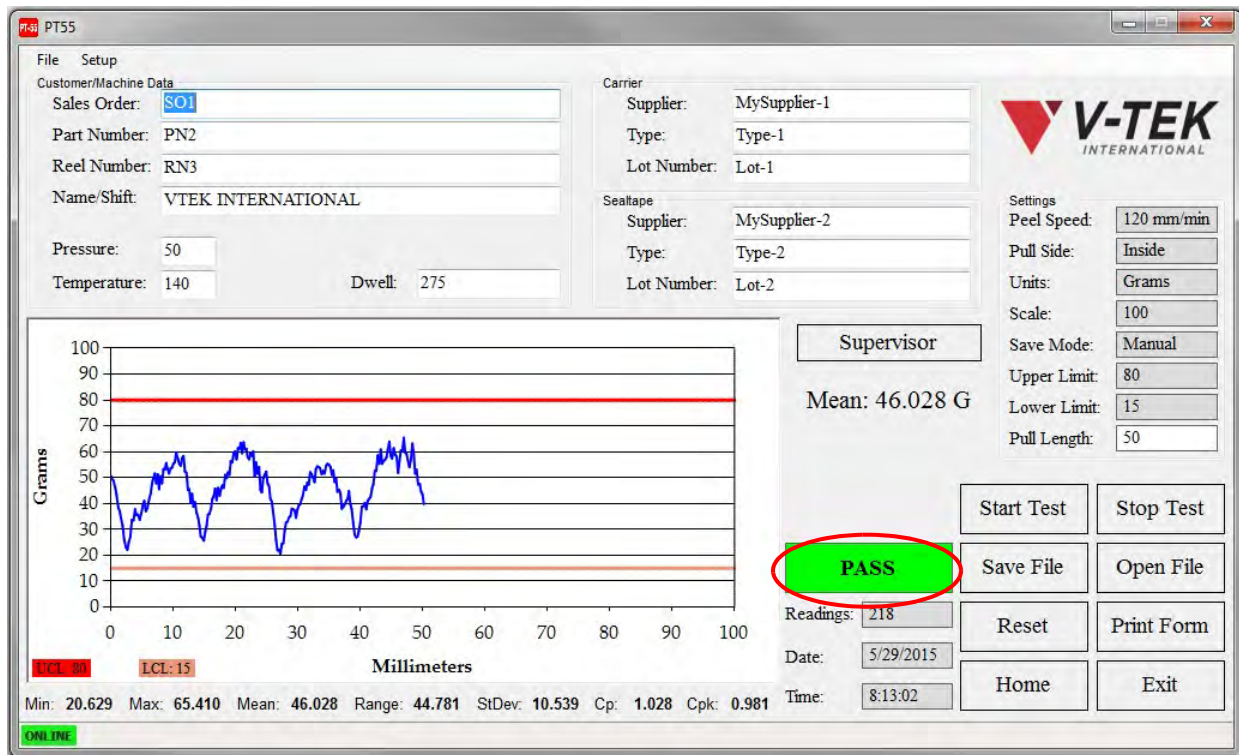 PT-55 PT55
File Setup
Customer/Machine Data
Sales Order: SO1
Part Number: PN2
Reel Number: RN3
Name/Shift: VTEK INTERNATIONAL
Pressure: 50
Temperature: 140
Dwell: 275
Carrier
Supplier: MySupplier-1
Type: Type-1
Lot Number: Lot-1
Sealtape
Supplier: MySupplier-2
Type: Type-2
Lot Number: Lot-2
V-TEK
INTERNATIONAL
Settings
Peel Speed: 120 mm/min
Pull Side: Inside
Units: Grams
Scale: 100
Save Mode: Manual
Upper Limit: 80
Lower Limit: 15
Pull Length: 50
Supervisor
Mean: 46.028 G
Grams
100
90
80
70
60
50
40
30
20
10
0
0 10 20 30 40 50 60 70 80 90 100
Millimeters
UCL: 80
LCL: 15
Min: 20.629 Max: 65.410 Mean: 46.028 Range: 44.781 StDev: 10.539 Cp: 1.028 Cpk: 0.981
PASS
Readings: 218
Date: 5/29/2015
Time: 8:13:02
Start Test
Stop Test
Save File
Open File
Reset
Print Form
Home
Exit
ONLINE